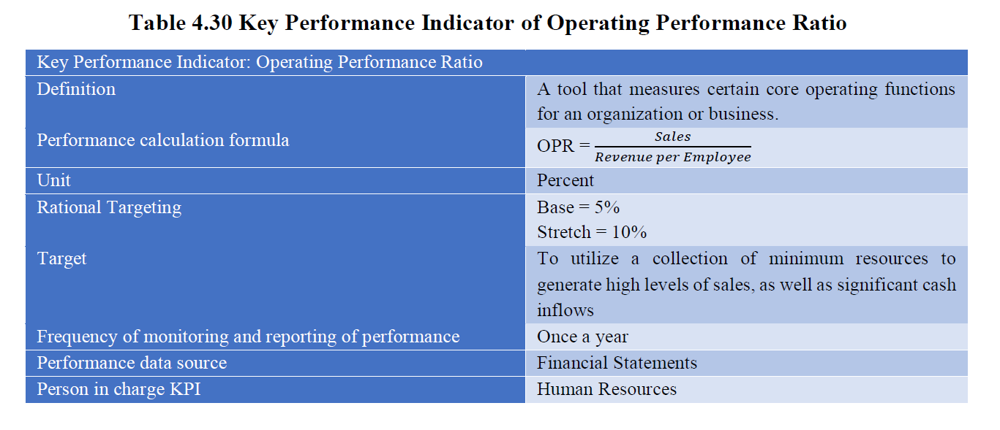 Table 4.30 Key Performance Indicator of Operating Performance Ratio
Key Performance Indicator: Operating Performance Ratio
Definition
A tool that measures certain core operating functions
for an organization or business.
Performance calculation formula
OPR = Sales / Revenue per Employee
Unit
Percent
Rational Targeting
Base = 5%
Stretch = 10%
Target
To utilize a collection of minimum resources to
generate high levels of sales, as well as significant cash
inflows
Frequency of monitoring and reporting of performance
Once a year
Performance data source
Financial Statements
Person in charge KPI
Human Resources